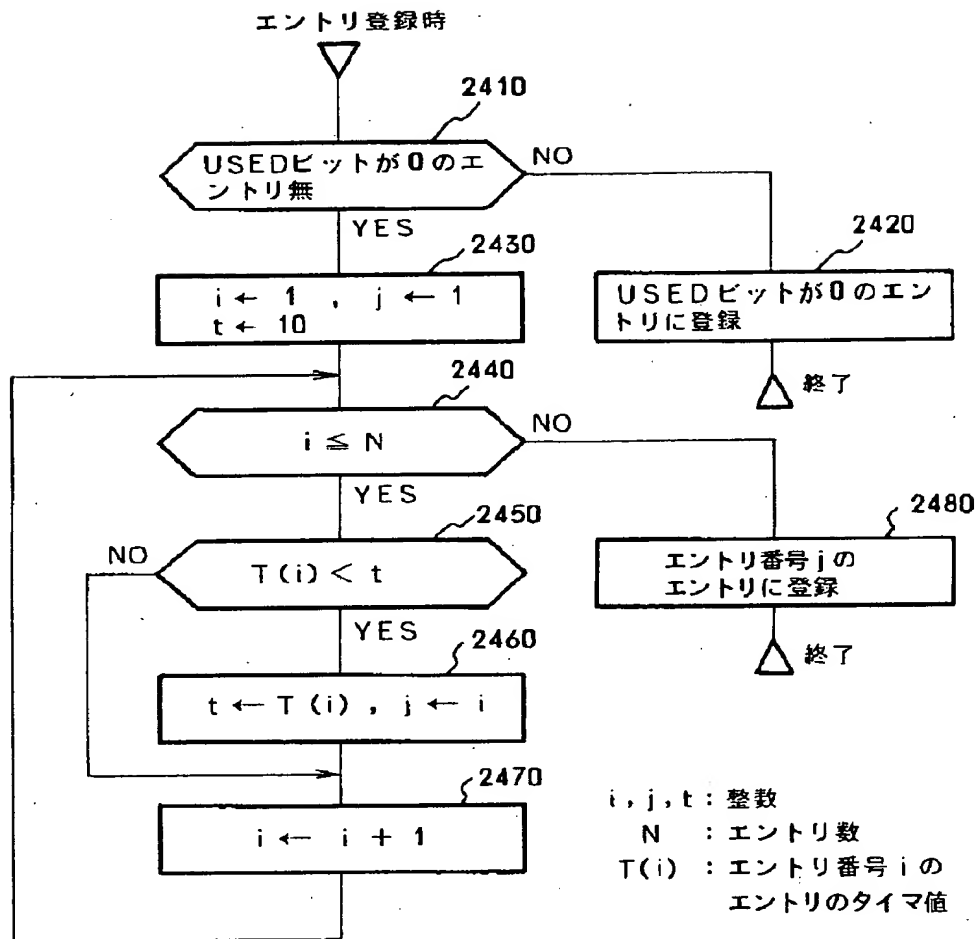 エントリ登録時
2410
USEDビットが0のエ
ントリ無
NO
YES
2430
i ← 1 , j ← 1
t ← 10
2420
USEDビットが0のエン
トリに登録
終了
2440
i ≦ N
NO
YES
2450
T(i) < t
NO
YES
2480
エントリ番号jの
エントリに登録
終了
2460
t ← T(i) , j ← i
2470
i ← i + 1
i , j , t : 整数
N : エントリ数
T(i) : エントリ番号iの
エントリのタイマ値